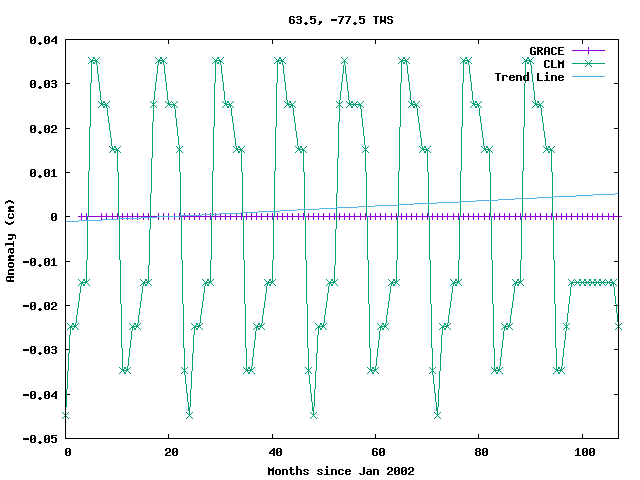 63.5, -77.5 TWS
GRACE
CLM
Trend Line
0.04
0.03
0.02
0.01
0
-0.01
-0.02
-0.03
-0.04
-0.05
Anomaly (cm)
0 20 40 60 80 100
Months since Jan 2002